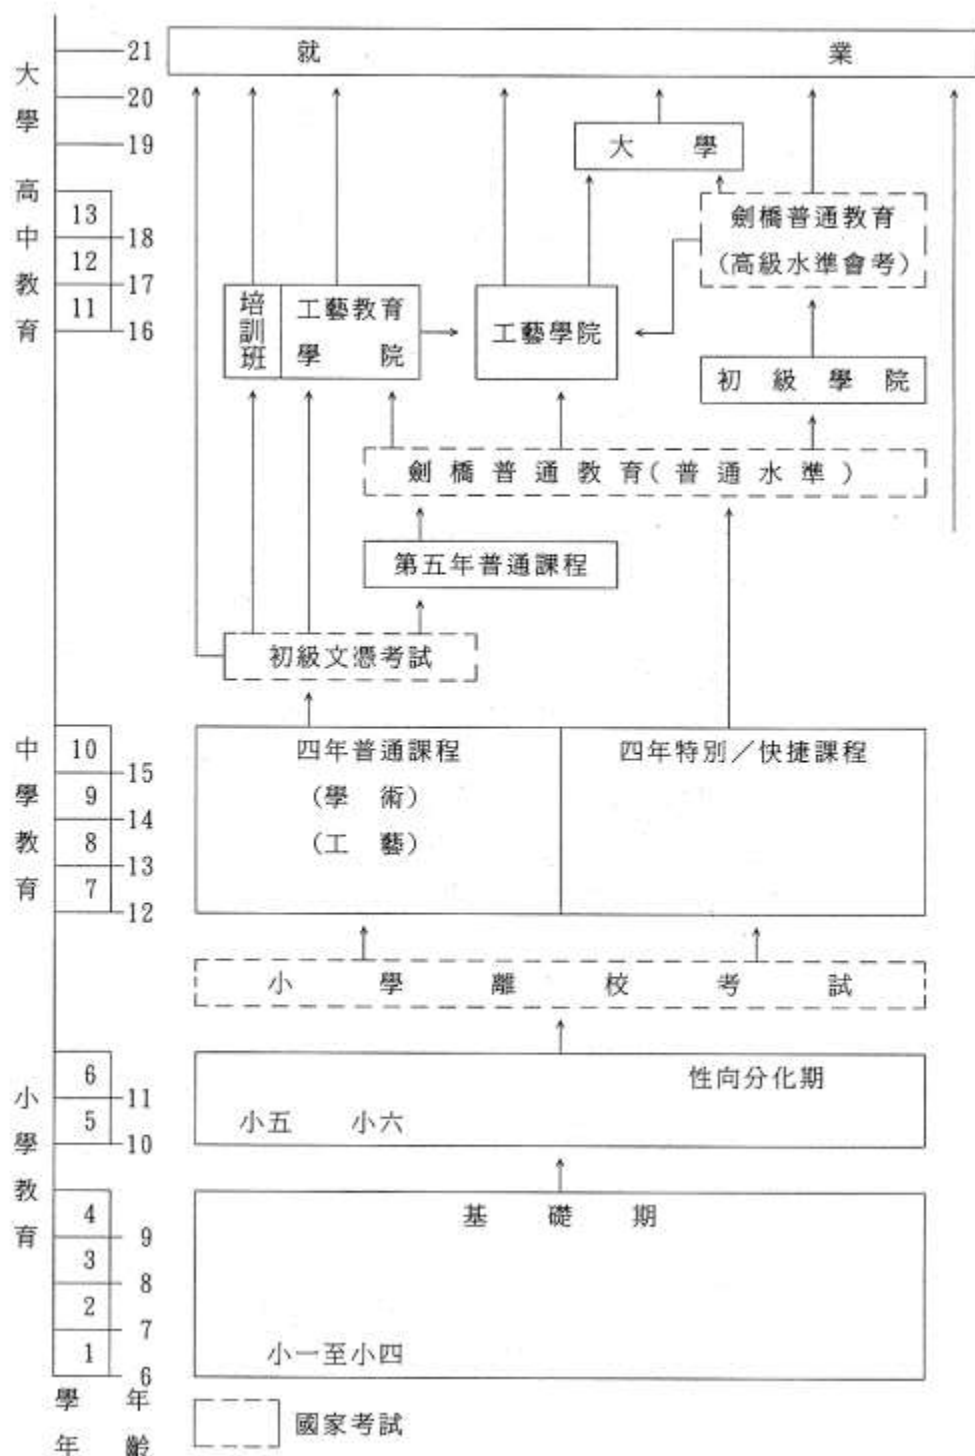 就 業
21
20
大學
19
大 學
高中教育
13
劍橋普通教育
(高級水準會考)
18
12
17
11
16
培訓班
工藝教育
學 院
工藝學院
初 級 學 院
劍橋普通教育(普通水準)
第五年普通課程
初級文憑考試
中學教育
10
四年普通課程
四年特別／快捷課程
15
9
(學 術)
14
8
(工 藝)
13
7
12
小 學 離 校 考 試
小學教育
6
性向分化期
11
5
小五 小六
10
4
基 礎 期
9
3
8
2
7
1
小一至小四
6
學年
年齡
國家考試